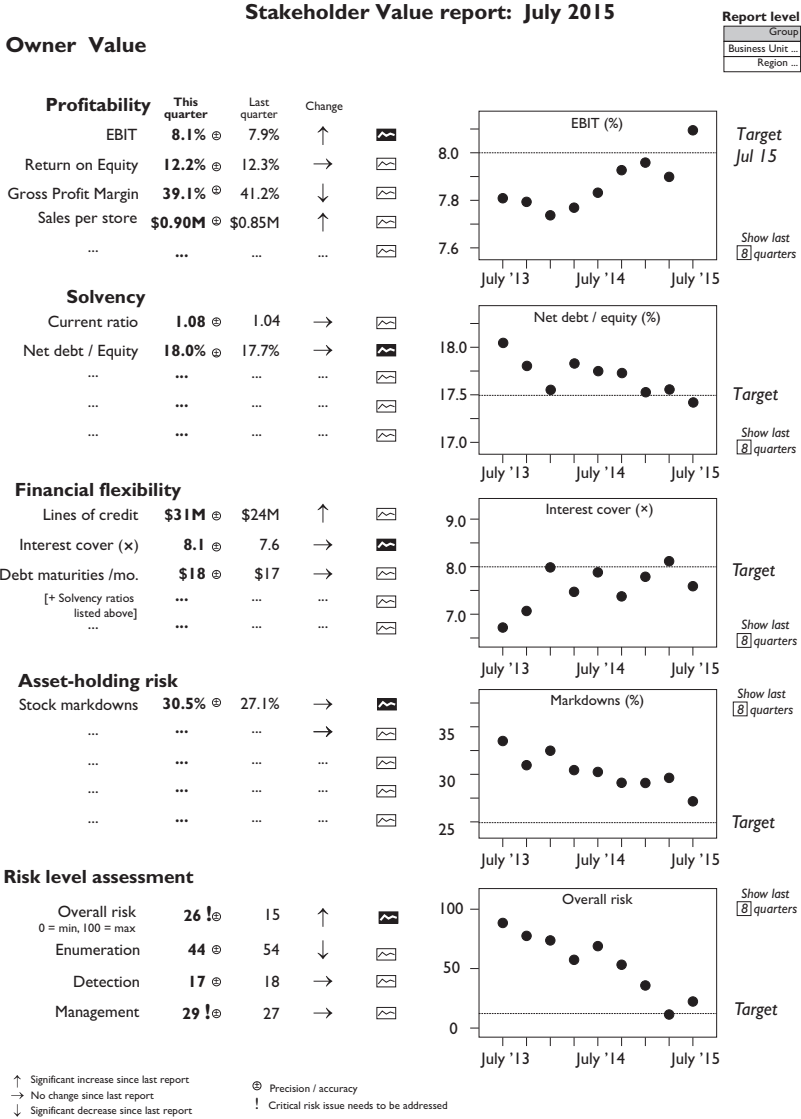 Stakeholder Value report: July 2015
Report level
Group
Business Unit ...
Region ...
Owner Value
Profitability This quarter Last quarter Change
EBIT 8.1% ± 7.9% ↑
Return on Equity 12.2% ± 12.3% →
Gross Profit Margin 39.1% ± 41.2% ↓
Sales per store $0.90M ± $0.85M ↑
... ... ... ...
EBIT (%)
8.0
7.8
7.6
July '13 July '14 July '15
Target
Jul 15
Show last
8 quarters
Solvency
Current ratio 1.08 ± 1.04 →
Net debt / Equity 18.0% ± 17.7% →
... ... ... ...
... ... ... ...
... ... ... ...
Net debt / equity (%)
18.0
17.5
17.0
July '13 July '14 July '15
Target
Show last
8 quarters
Financial flexibility
Lines of credit $31M ± $24M ↑
Interest cover (×) 8.1 ± 7.6 →
Debt maturities /mo. $18 ± $17 →
[+ Solvency ratios ... ... ...
listed above]
... ... ... ...
Interest cover (×)
9.0
8.0
7.0
July '13 July '14 July '15
Target
Show last
8 quarters
Asset-holding risk
Stock markdowns 30.5% ± 27.1% →
... ... ... →
... ... ... ...
... ... ... ...
... ... ... ...
Markdowns (%)
35
30
25
July '13 July '14 July '15
Show last
8 quarters
Target
Risk level assessment
Overall risk 26 ! ± 15 ↑
0 = min, 100 = max
Enumeration 44 ± 54 ↓
Detection 17 ± 18 →
Management 29 ! ± 27 →
Overall risk
100
50
0
July '13 July '14 July '15
Show last
8 quarters
Target
↑ Significant increase since last report
→ No change since last report
↓ Significant decrease since last report
± Precision / accuracy
! Critical risk issue needs to be addressed